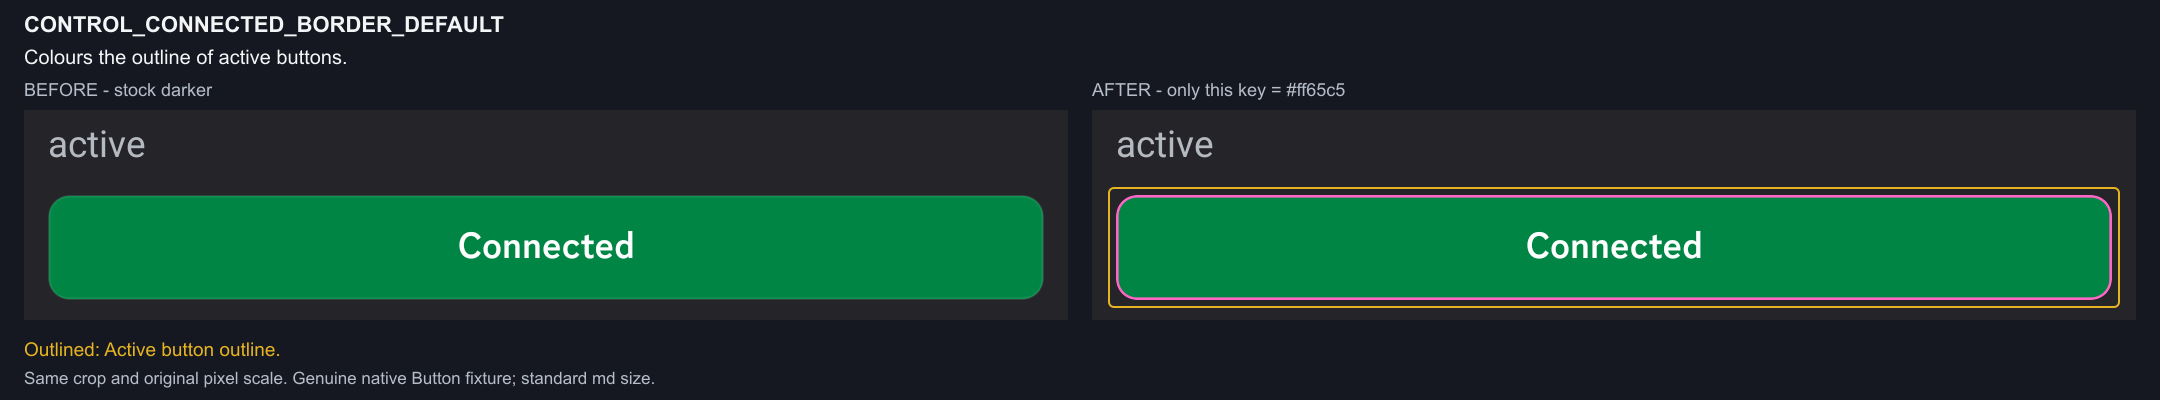 CONTROL_CONNECTED_BORDER_DEFAULT
Colours the outline of active buttons.
BEFORE - stock darker
AFTER - only this key = #ff65c5
active
active
Connected
Connected
Outlined: Active button outline.
Same crop and original pixel scale. Genuine native Button fixture; standard md size.